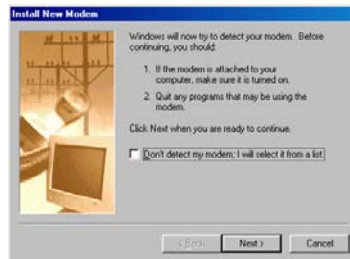 Install New Modem
Windows will now try to detect your modem. Before
continuing, you should:
1. If the modem is attached to your
computer, make sure it is turned on.
2. Quit any programs that may be using the
modem.
Click Next when you are ready to continue.
Don't detect my modem; I will select it from a list.
< Back
Next >
Cancel